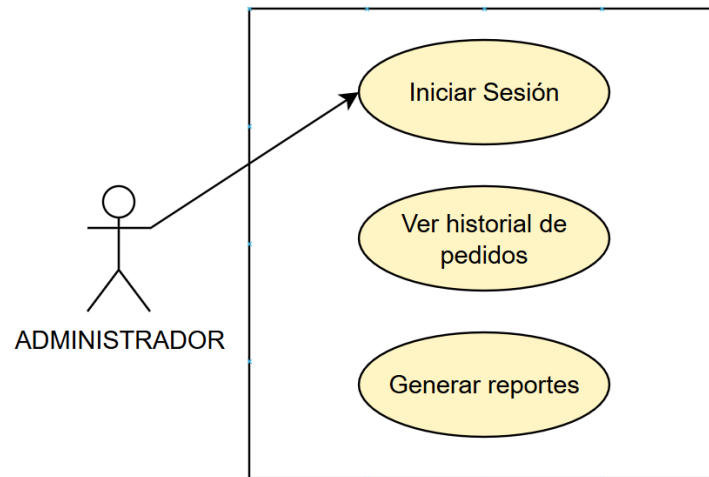 Iniciar Sesión
Ver historial de
pedidos
ADMINISTRADOR
Generar reportes